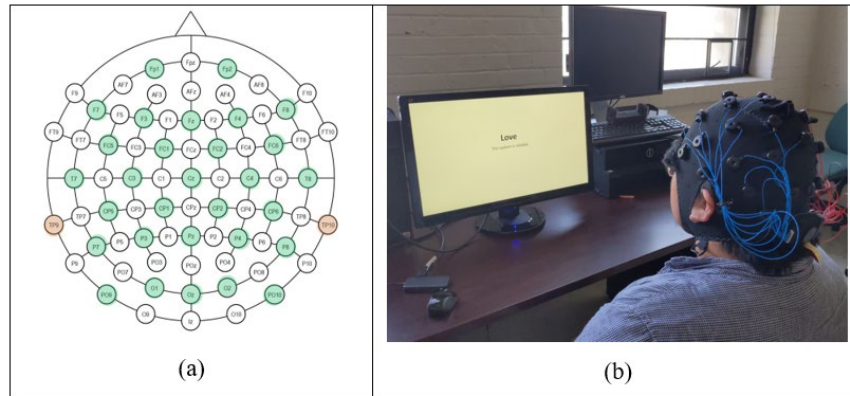 Fp1 Fpz Fp2
AF7 AF3 AFz AF4 AF8
F9 F7 F5 F3 F1 Fz F2 F4 F6 F8 F10
FT9 FT7 FC5 FC3 FC1 FCz FC2 FC4 FC6 FT8 FT10
T7 C5 C3 C1 Cz C2 C4 C6 T8
TP9 TP7 CP5 CP3 CP1 CPz CP2 CP4 CP6 TP8 TP10
P9 P7 P5 P3 P1 Pz P2 P4 P6 P8 P10
PO7 PO3 POz PO4 PO8
PO9 O1 Oz O2 PO10
O9 Iz O10
(a)
Love
(b)